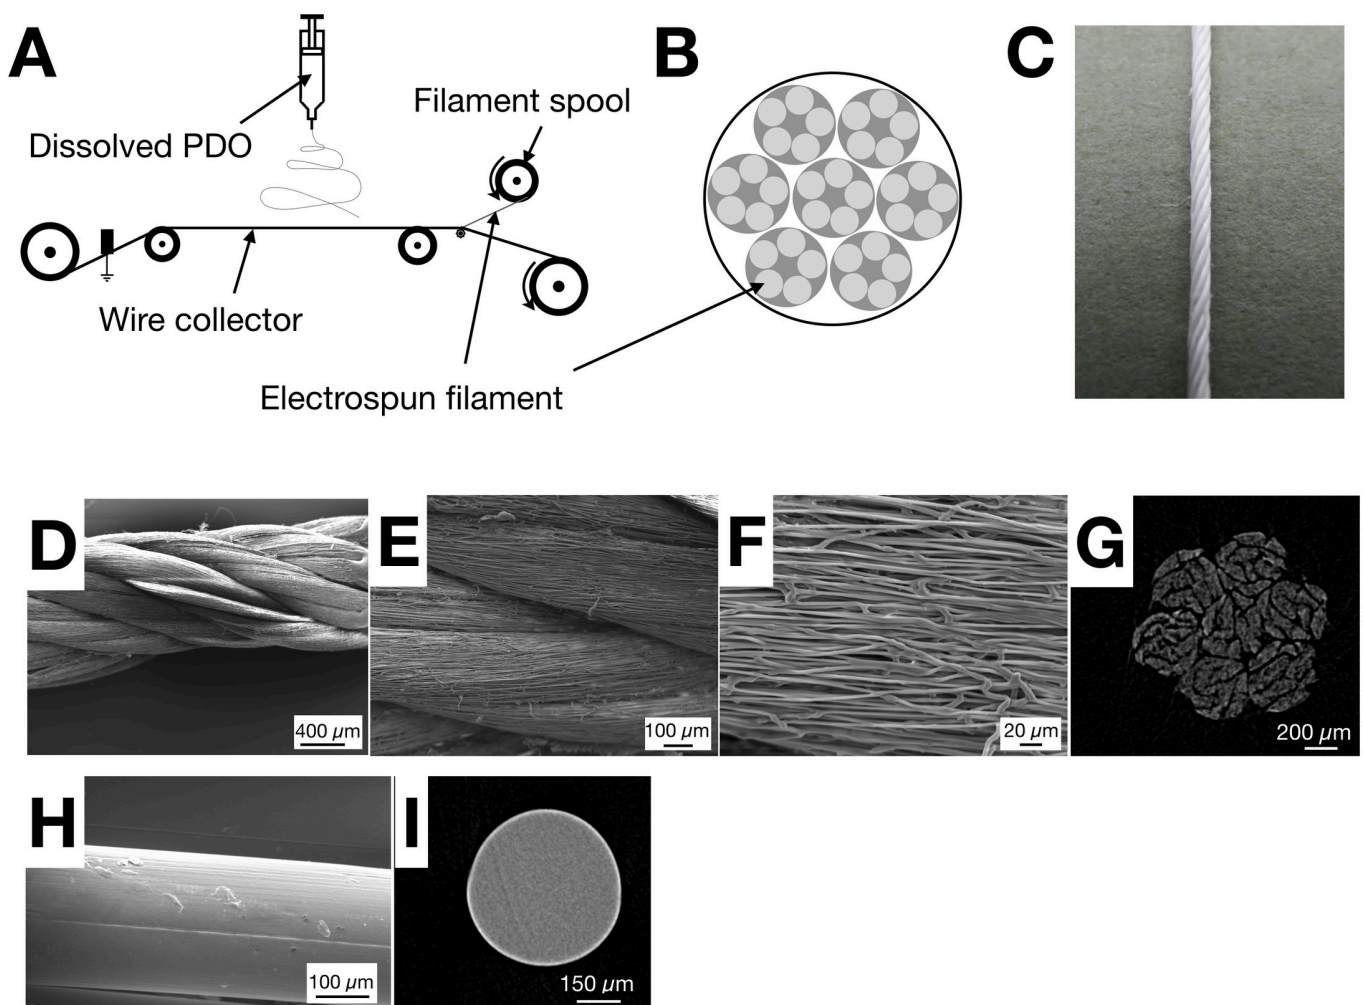 A
B
C
Dissolved PDO
Filament spool
Wire collector
Electrospun filament
D
E
F
G
400 µm
100 µm
20 µm
200 µm
H
I
100 µm
150 µm